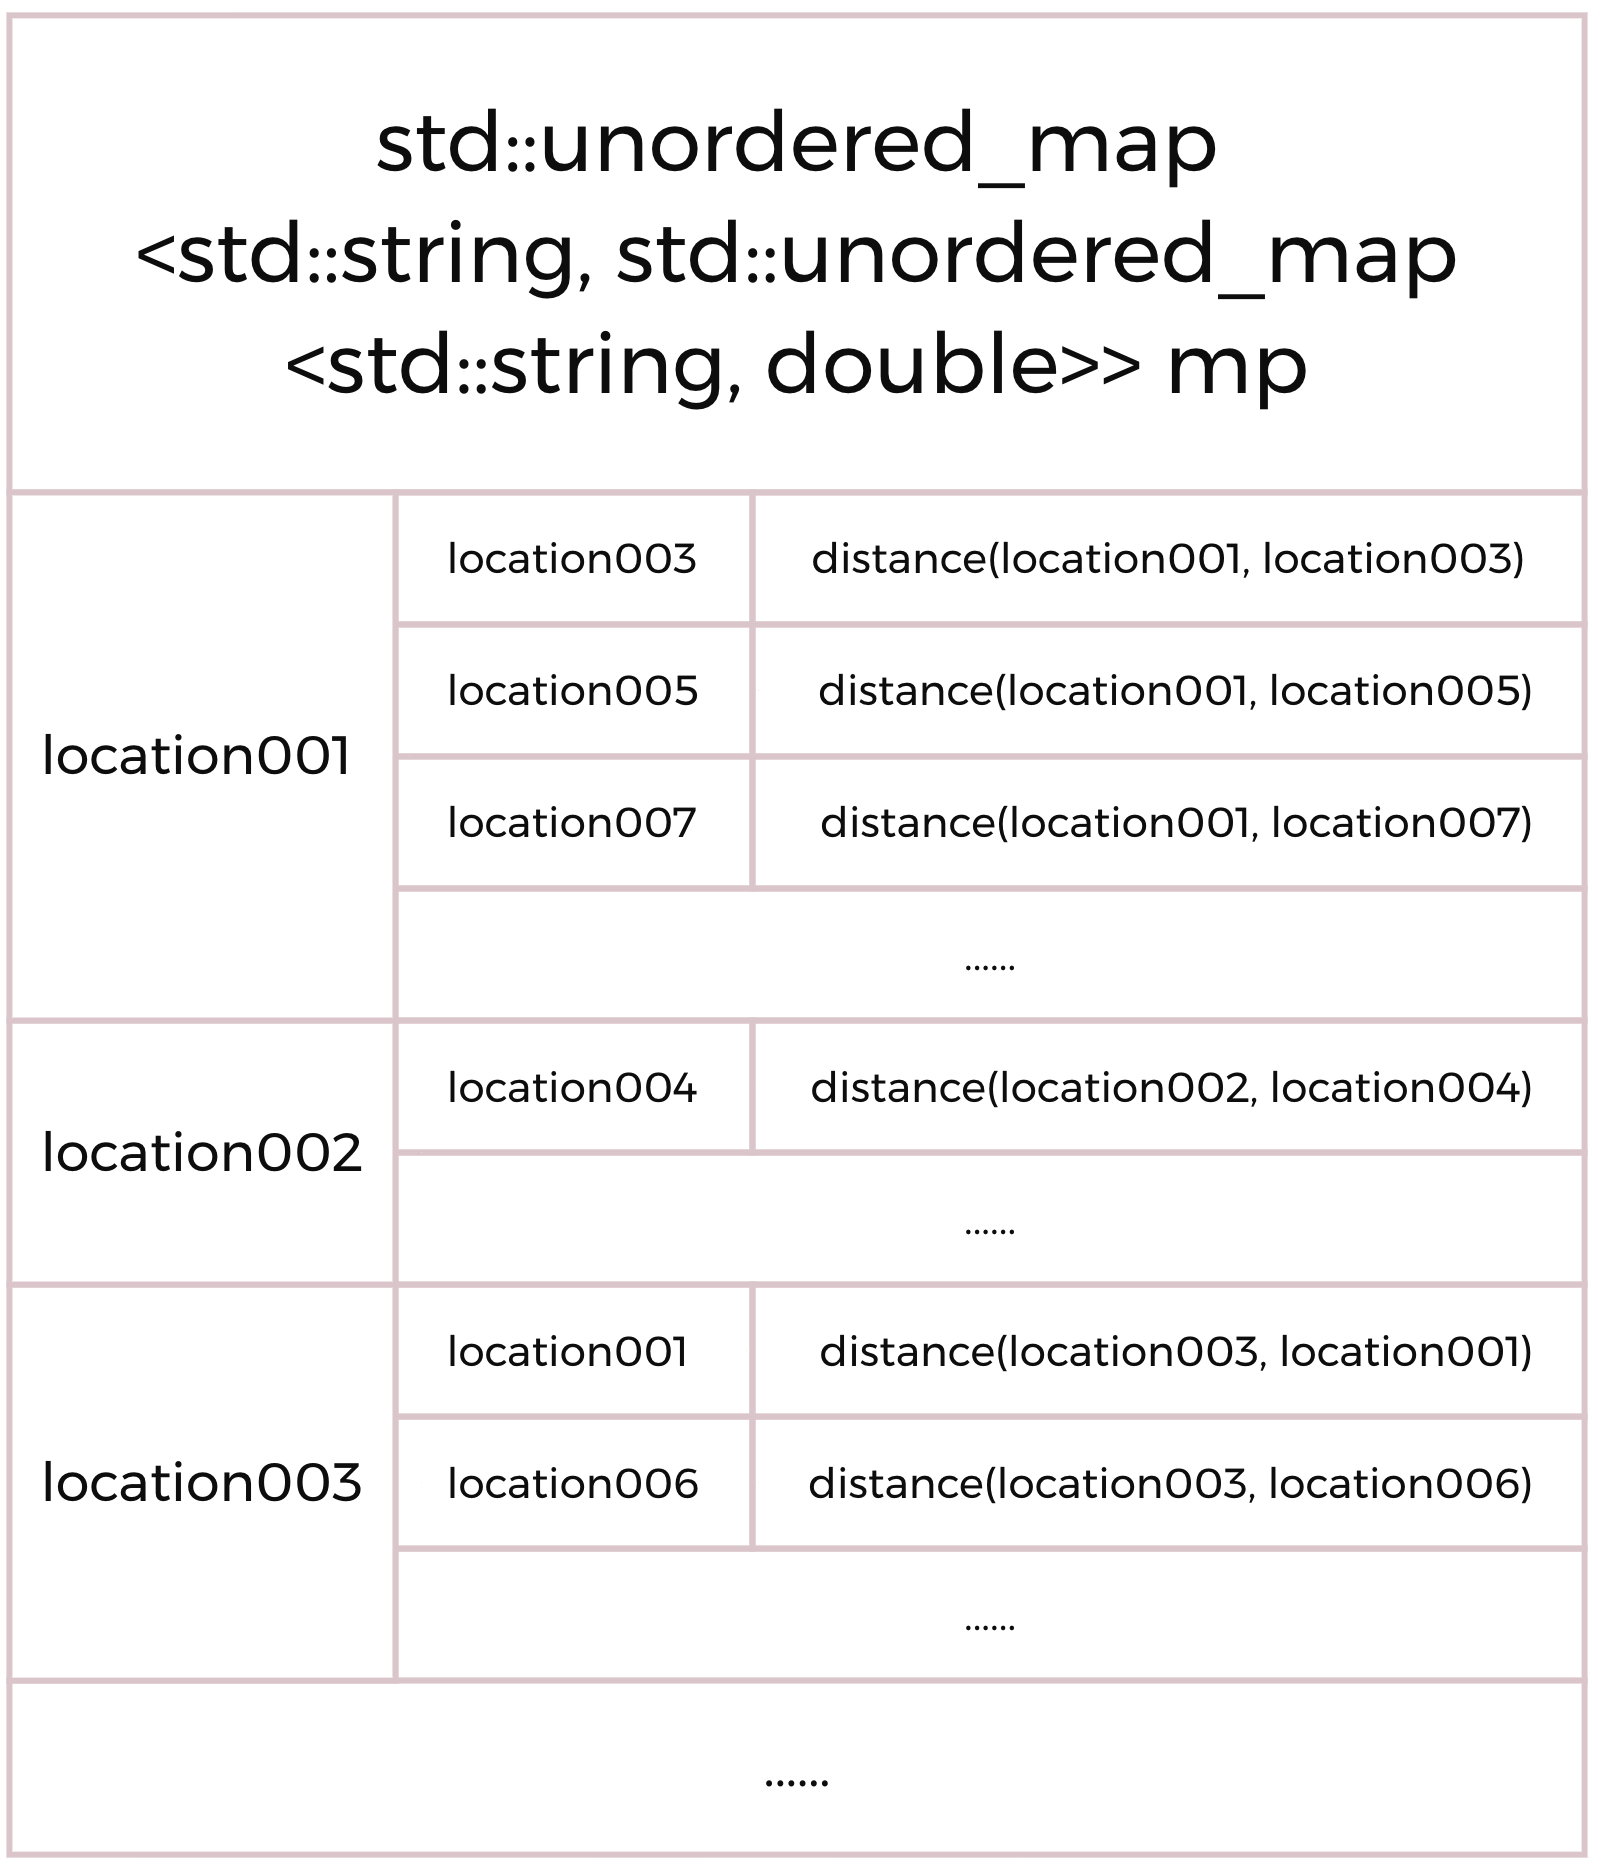 std::unordered_map
<std::string, std::unordered_map
<std::string, double>> mp
location001
location003
distance(location001, location003)
location005
distance(location001, location005)
location007
distance(location001, location007)
......
location002
location004
distance(location002, location004)
......
location003
location001
distance(location003, location001)
location006
distance(location003, location006)
......
......